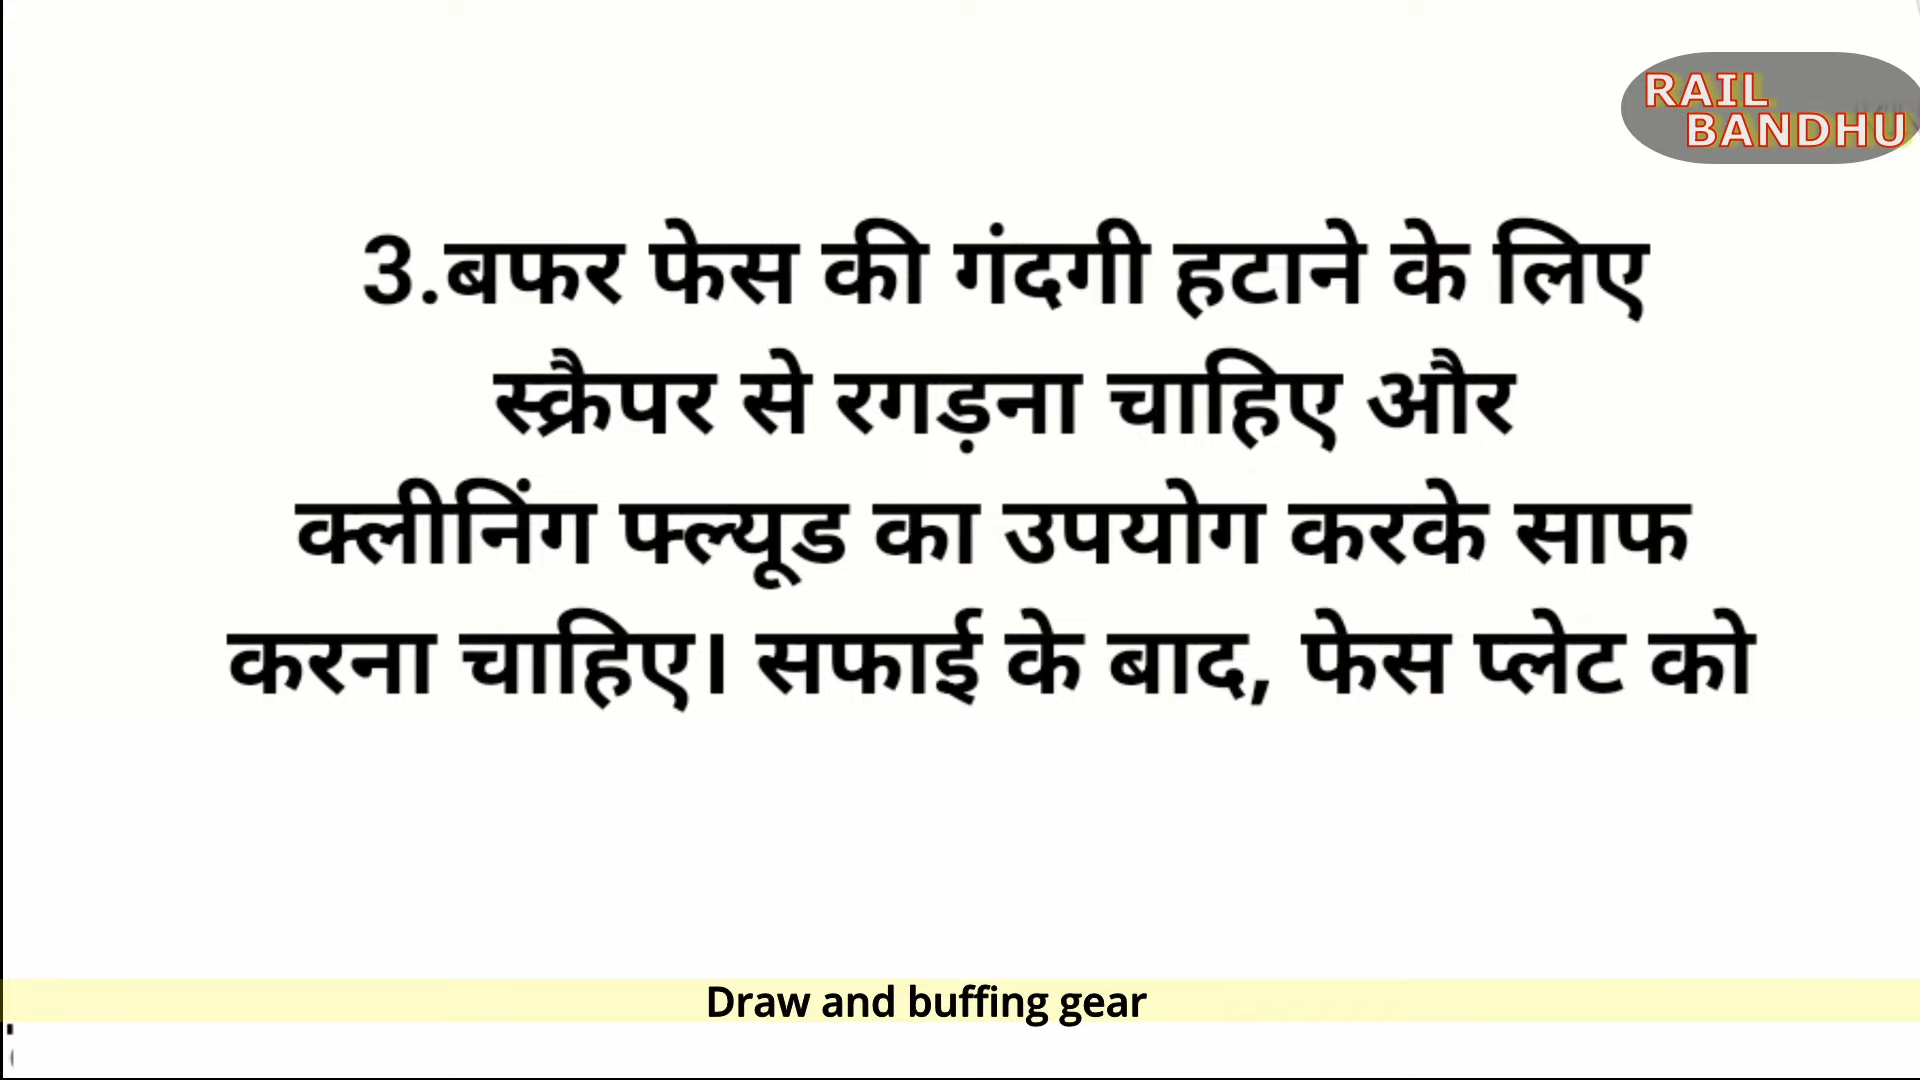 RAIL
BANDHU
3.बफर फेस की गंदगी हटाने के लिए
स्क्रैपर से रगड़ना चाहिए और
क्लीनिंग फ्ल्यूड का उपयोग करके साफ
करना चाहिए। सफाई के बाद, फेस प्लेट को
Draw and buffing gear